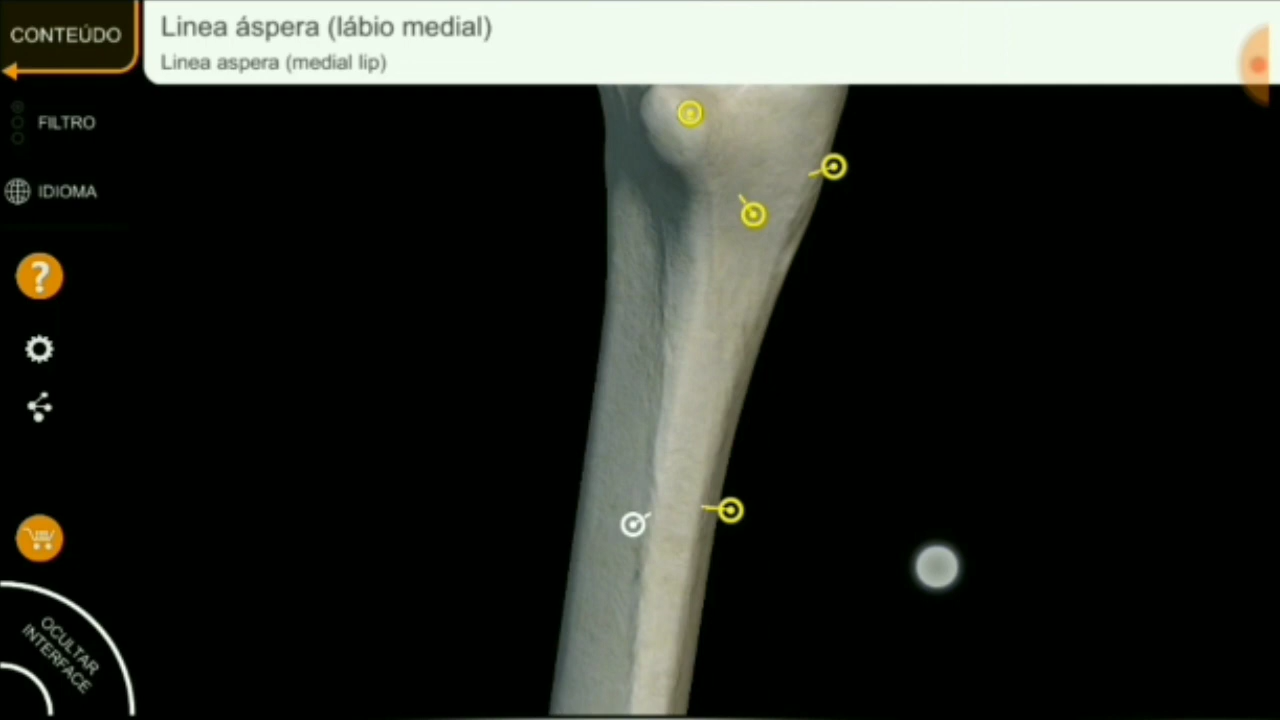 CONTEÚDO
Linea áspera (lábio medial)
Linea aspera (medial lip)
FILTRO
IDIOMA
?
OCULTAR
INTERFACE